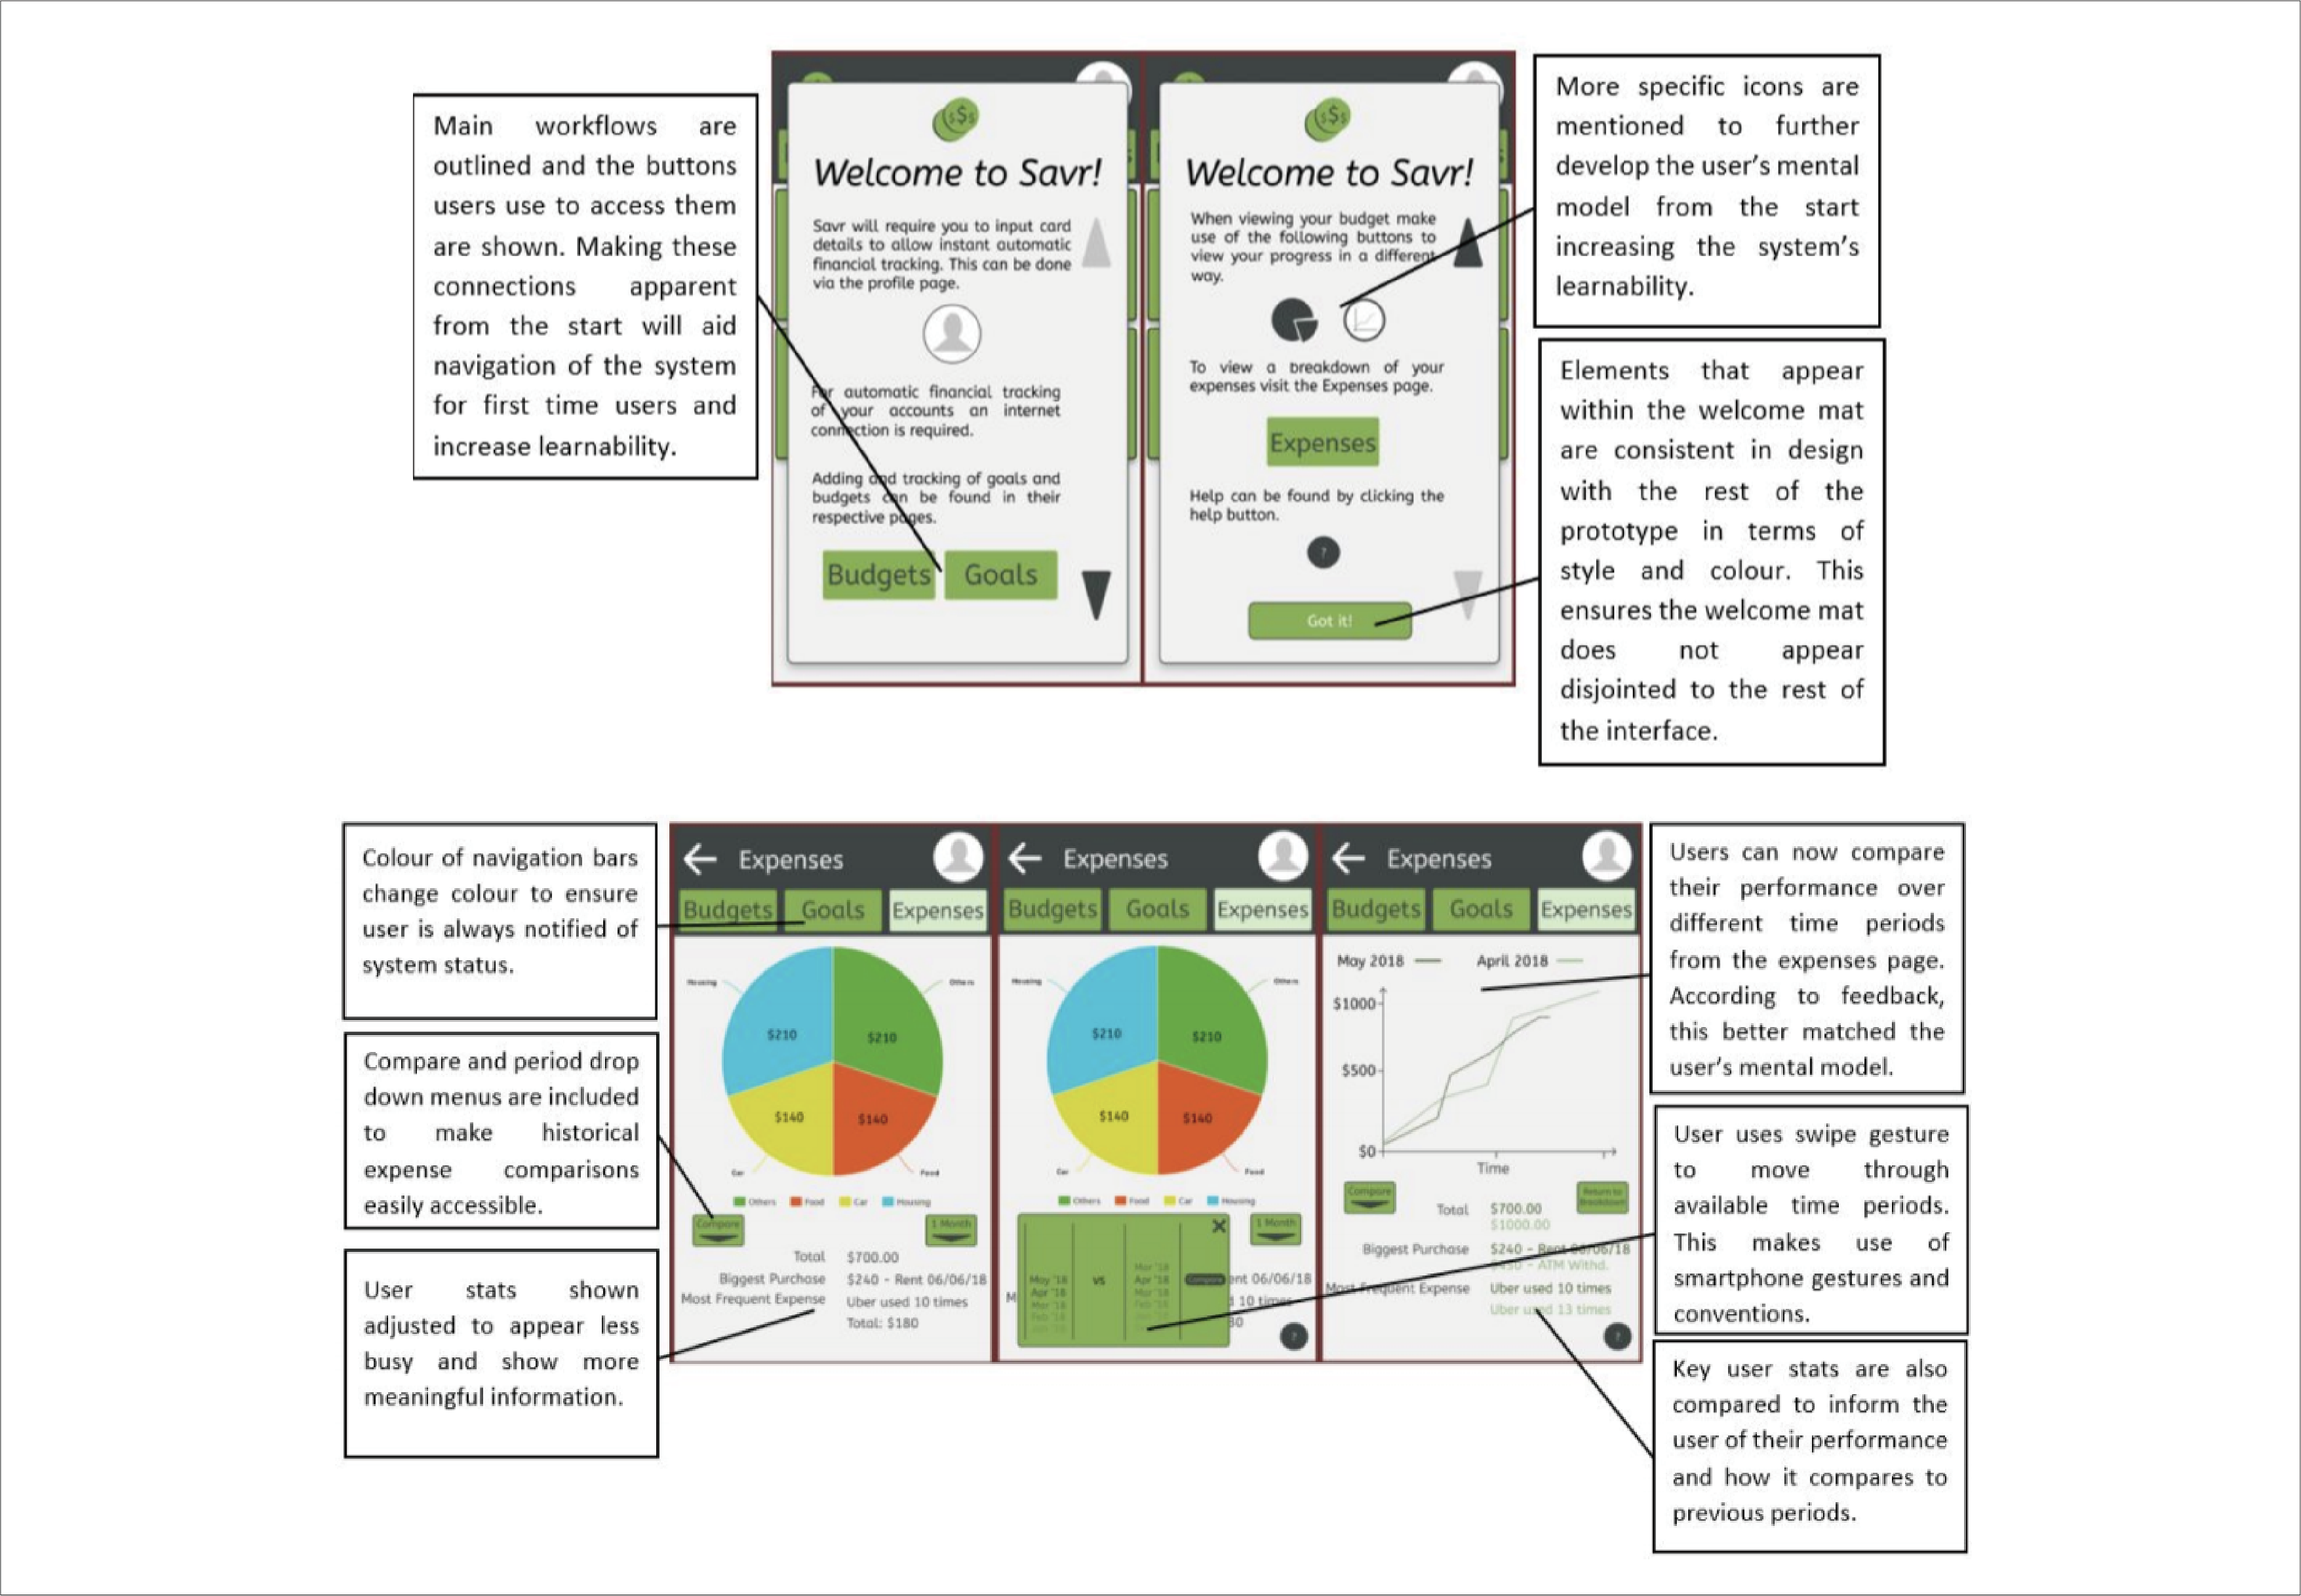 Main workflows are
outlined and the buttons
users use to access them
are shown. Making these
connections apparent
from the start will aid
navigation of the system
for first time users and
increase learnability.
Welcome to Savr!
Savr will require you to input card
details to allow instant automatic
financial tracking. This can be done
via the profile page.
For automatic financial tracking
of your accounts an internet
connection is required.
Adding and tracking of goals and
budgets can be found in their
respective pages.
Budgets Goals
Welcome to Savr!
When viewing your budget make
use of the following buttons to
view your progress in a different
way.
To view a breakdown of your
expenses visit the Expenses page.
Expenses
Help can be found by clicking the
help button.
?
Got it!
More specific icons are
mentioned to further
develop the user's mental
model from the start
increasing the system's
learnability.
Elements that appear
within the welcome mat
are consistent in design
with the rest of the
prototype in terms of
style and colour. This
ensures the welcome mat
does not appear
disjointed to the rest of
the interface.
Colour of navigation bars
change colour to ensure
user is always notified of
system status.
Compare and period drop
down menus are included
to make historical
expense comparisons
easily accessible.
User stats shown
adjusted to appear less
busy and show more
meaningful information.
Expenses
Budgets Goals Expenses
Housing Others
$210 $210
$140 $140
Car Food
Others Food Car Housing
Compare 1 Month
Total $700.00
Biggest Purchase $240 - Rent 06/06/18
Most Frequent Expense Uber used 10 times
Total: $180
Expenses
Budgets Goals Expenses
Housing Others
$210 $210
$140 $140
Car Food
Others Food Car Housing
1 Month
Mar '18
May '18 vs Apr '18 Compare ent 06/06/18
Apr '18 Mar '18
M Mar '18 Feb '18 10 times
Feb '18
80
?
Expenses
Budgets Goals Expenses
May 2018 April 2018
$1000
$500
$0
Time
Compare Return to
Breakdown
Total $700.00
$1000.00
Biggest Purchase $240 - Rent 06/06/18
$450 - ATM Withd.
Most Frequent Expense Uber used 10 times
Uber used 13 times
?
Users can now compare
their performance over
different time periods
from the expenses page.
According to feedback,
this better matched the
user's mental model.
User uses swipe gesture
to move through
available time periods.
This makes use of
smartphone gestures and
conventions.
Key user stats are also
compared to inform the
user of their performance
and how it compares to
previous periods.